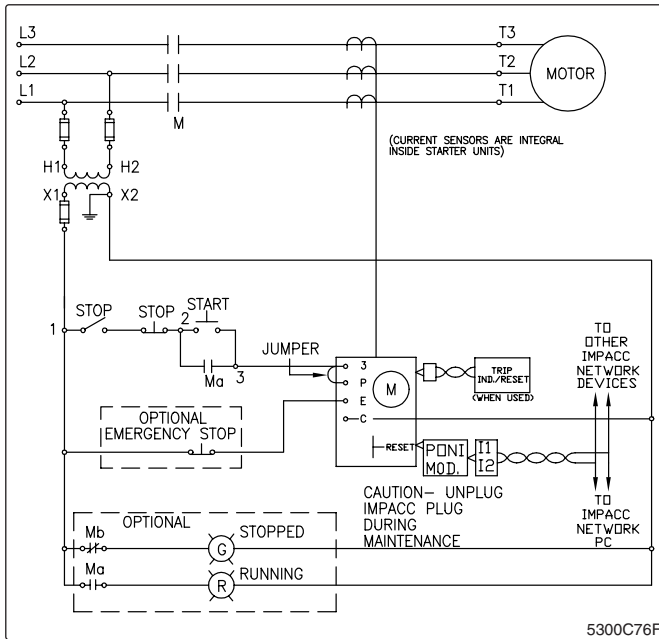 L3
T3
L2
T2
MOTOR
L1
T1
M
(CURRENT SENSORS ARE INTEGRAL
INSIDE STARTER UNITS)
H1
H2
X1
X2
STOP
STOP
START
1
2
Ma
3
JUMPER
3
P
E
C
M
RESET
TRIP
IND./RESET
(WHEN USED)
TO
OTHER
IMPACC
NETWORK
DEVICES
OPTIONAL
EMERGENCY STOP
PONI
MOD.
I1
I2
CAUTION- UNPLUG
IMPACC PLUG
DURING
MAINTENANCE
TO
IMPACC
NETWORK
PC
OPTIONAL
Mb
G
STOPPED
Ma
R
RUNNING
5300C76F